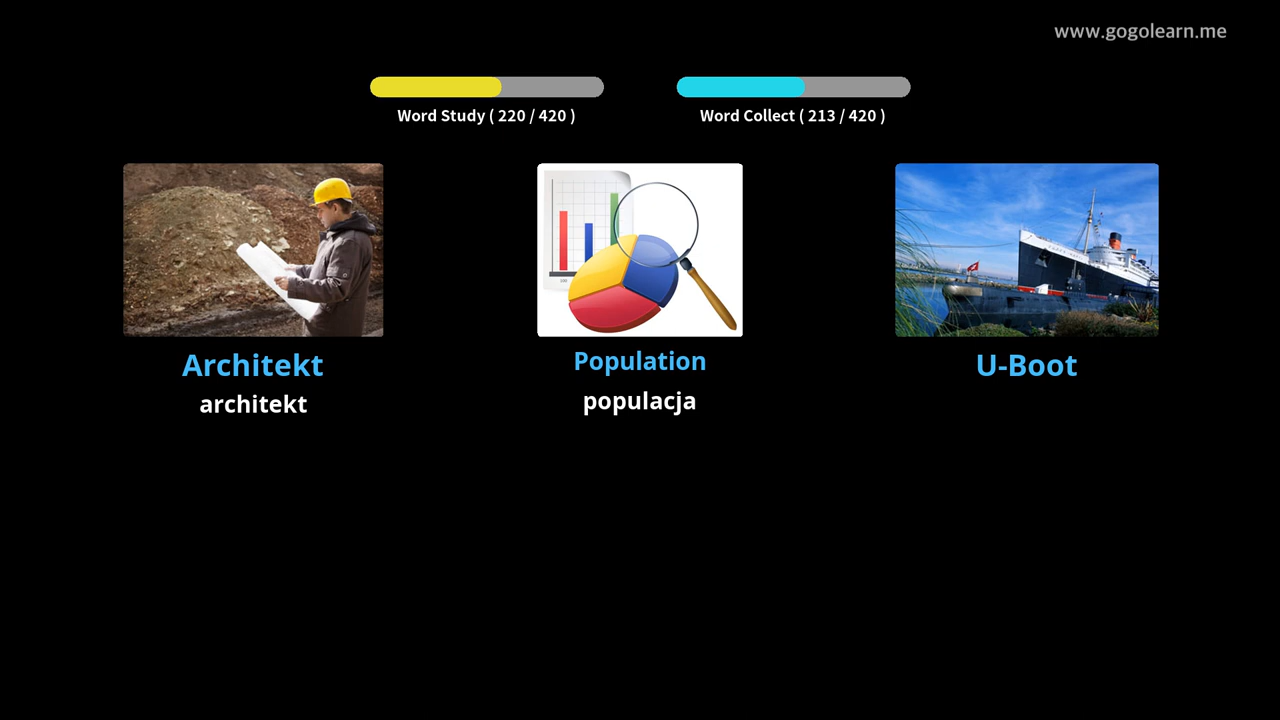 www.gogolearn.me
Word Study ( 220 / 420 )
Word Collect ( 213 / 420 )
Architekt
architekt
Population
populacja
U-Boot